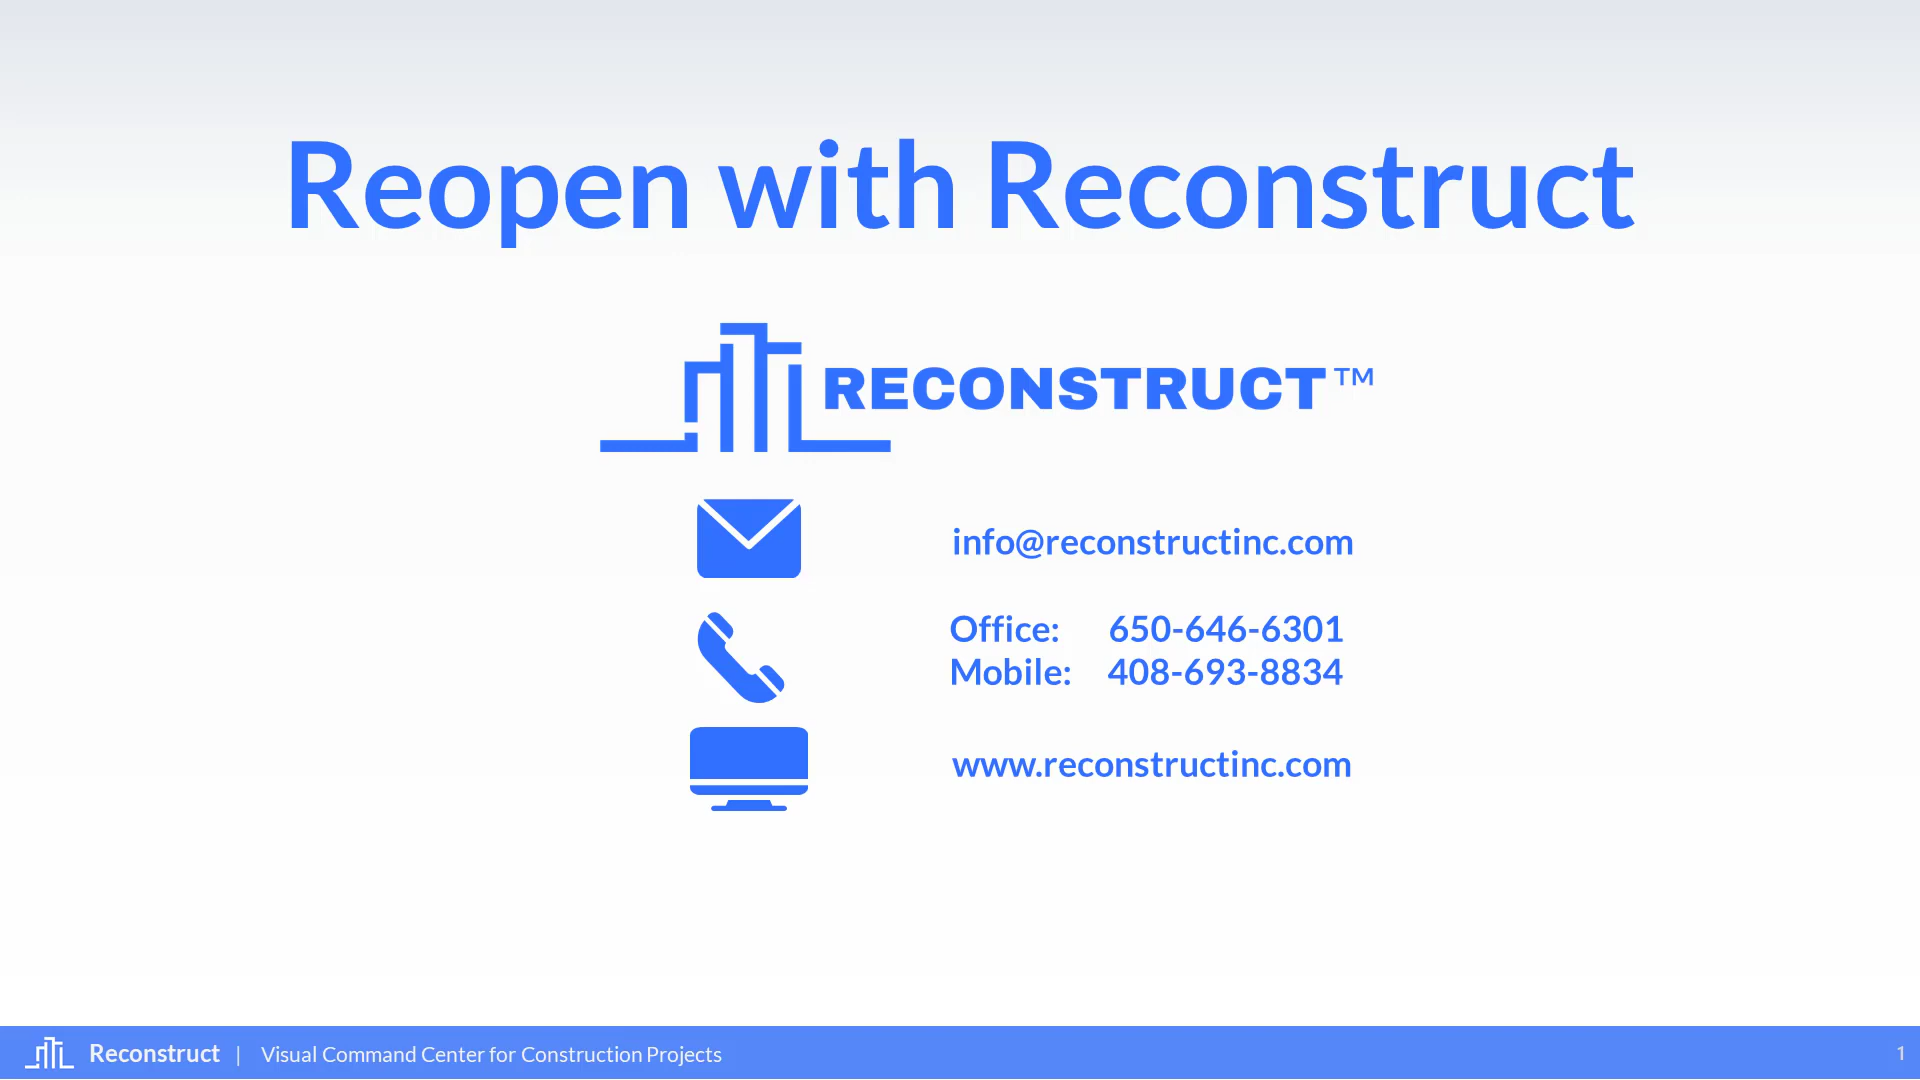 Reopen with Reconstruct
RECONSTRUCT™
info@reconstructinc.com
Office: 650-646-6301
Mobile: 408-693-8834
www.reconstructinc.com
Reconstruct | Visual Command Center for Construction Projects 1